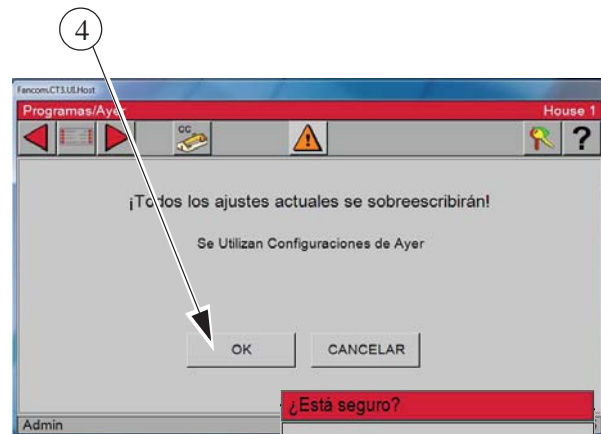 4
Fancom.CT3.UI.Host
Programas/Ayer House 1
CC ?
¡Todos los ajustes actuales se sobreescribirán!
Se Utilizan Configuraciones de Ayer
OK CANCELAR
¿Está seguro?
Admin